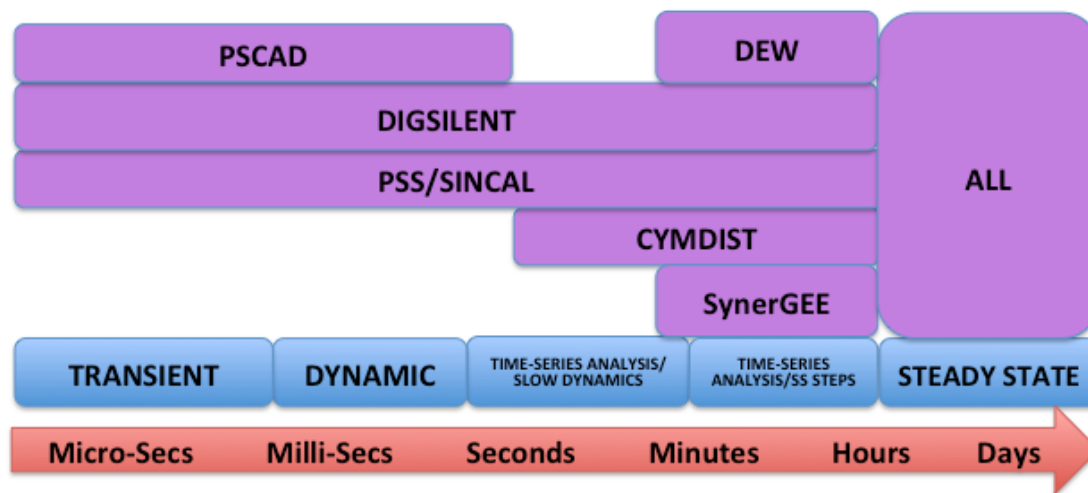 PSCAD
DEW
DIGSILENT
PSS/SINCAL
ALL
CYMDIST
SynerGEE
TRANSIENT
DYNAMIC
TIME-SERIES ANALYSIS/
SLOW DYNAMICS
TIME-SERIES
ANALYSIS/SS STEPS
STEADY STATE
Micro-Secs
Milli-Secs
Seconds
Minutes
Hours
Days